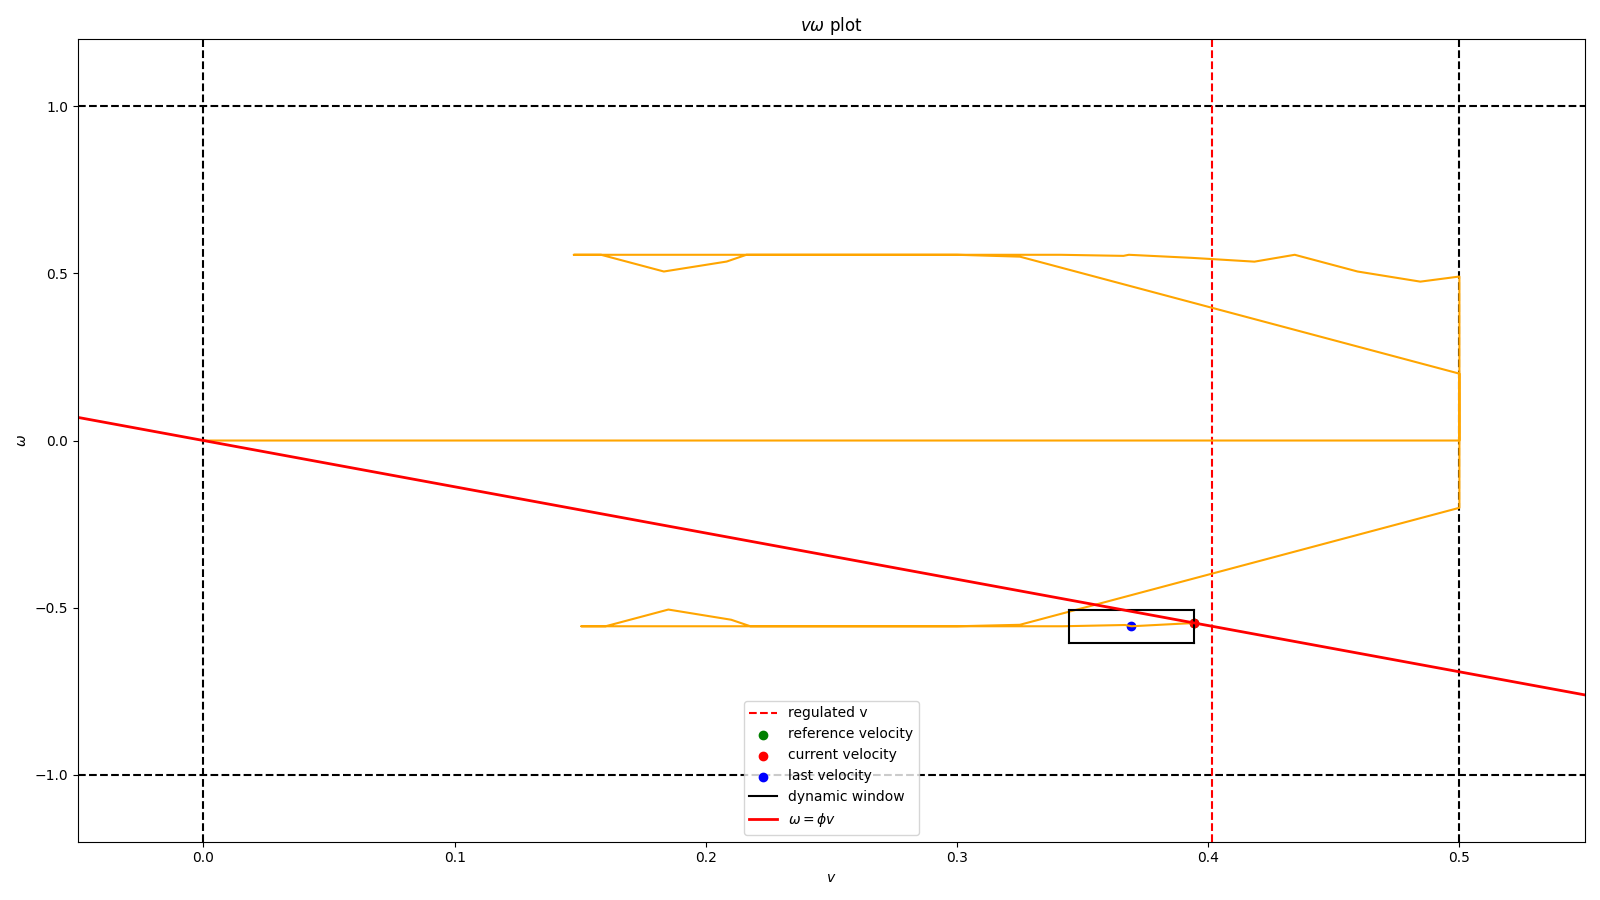 vω plot
1.0
0.5
0.0
−0.5
−1.0
ω
regulated v
reference velocity
current velocity
last velocity
dynamic window
ω = ϕv
0.0 0.1 0.2 0.3 0.4 0.5
v